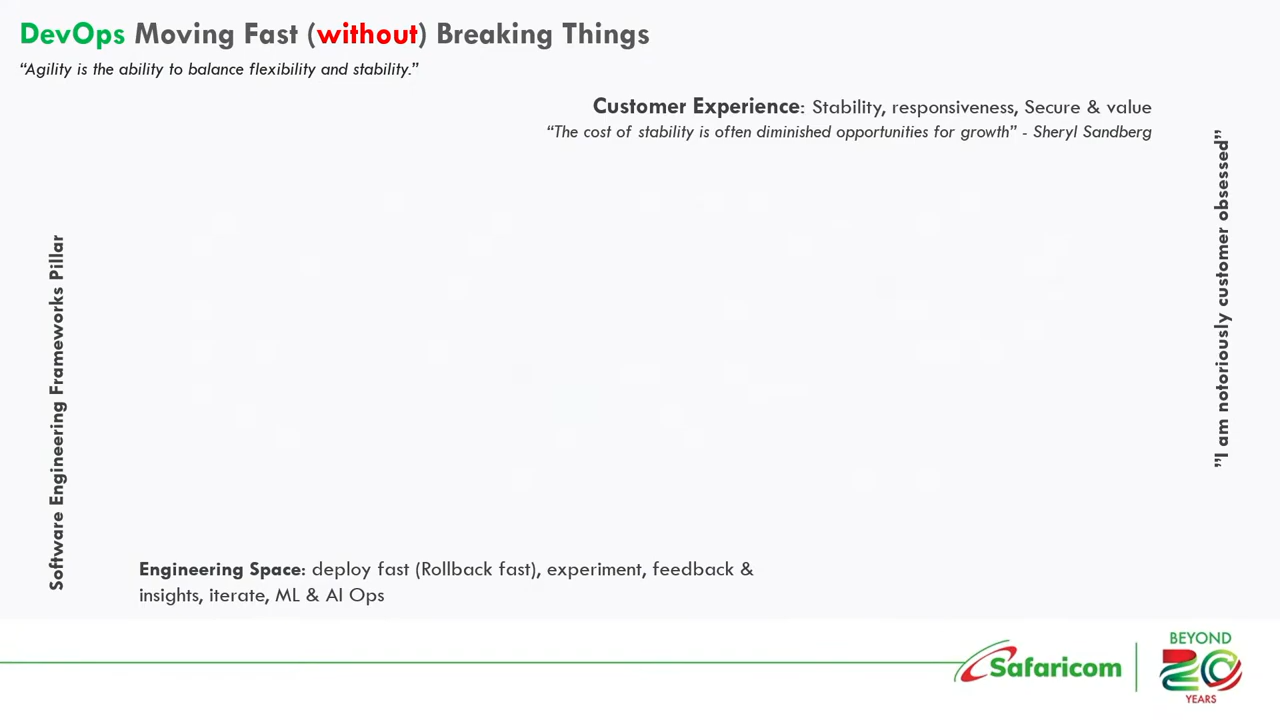 DevOps Moving Fast (without) Breaking Things
“Agility is the ability to balance flexibility and stability.”
Customer Experience: Stability, responsiveness, Secure & value
“The cost of stability is often diminished opportunities for growth” - Sheryl Sandberg
Software Engineering Frameworks Pillar
”I am notoriously customer obsessed”
Engineering Space: deploy fast (Rollback fast), experiment, feedback &
insights, iterate, ML & AI Ops
Safaricom
BEYOND
20
YEARS